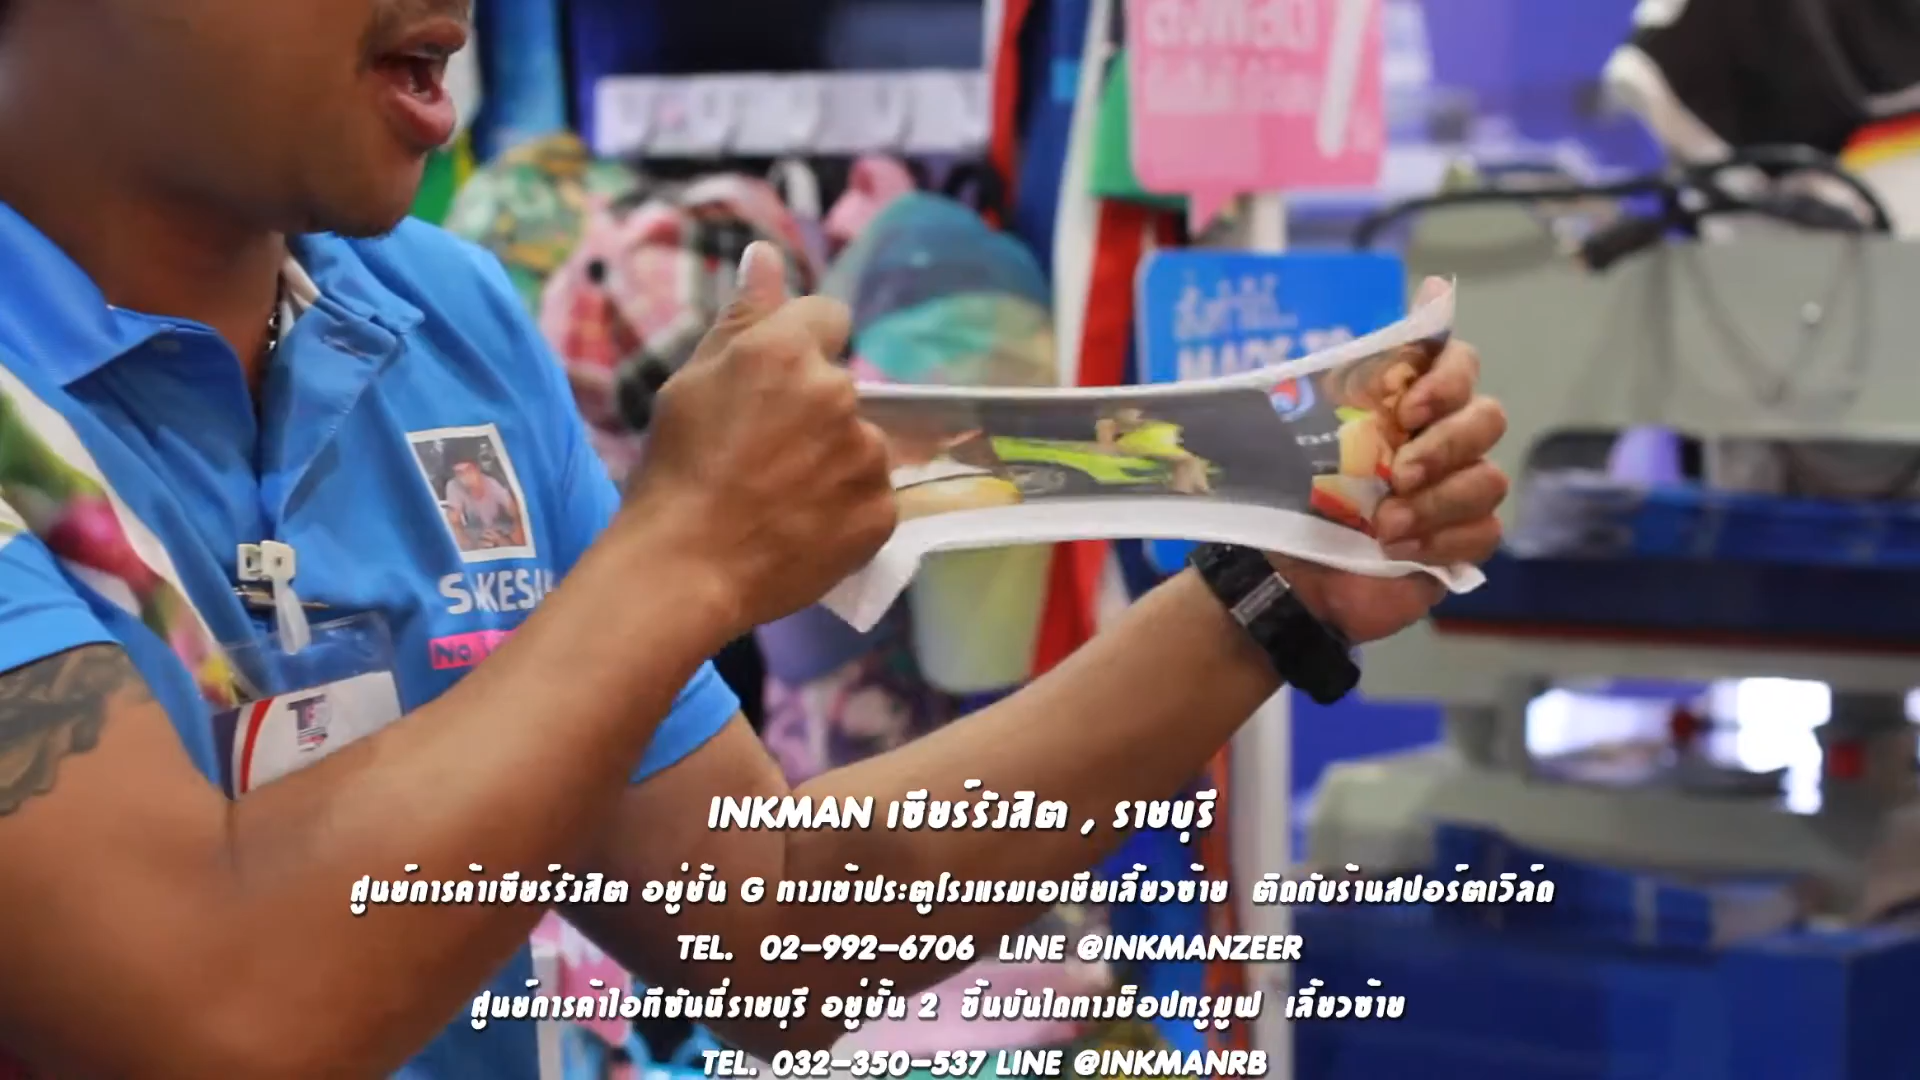 INKMAN เซียร์รังสิต , ราชบุรี
ศูนย์การค้าเซียร์รังสิต อยู่ชั้น G ทางเข้าประตูโรงแรมเอเชียเลี้ยวซ้าย ติดกับร้านสปอร์ตเวิลด์
TEL. 02-992-6706 LINE @INKMANZEER
ศูนย์การค้าไอทีซันนี่ราชบุรี อยู่ชั้น 2 ขึ้นบันไดทางช็อปทรูมูฟ เลี้ยวซ้าย
TEL. 032-350-537 LINE @INKMANRB